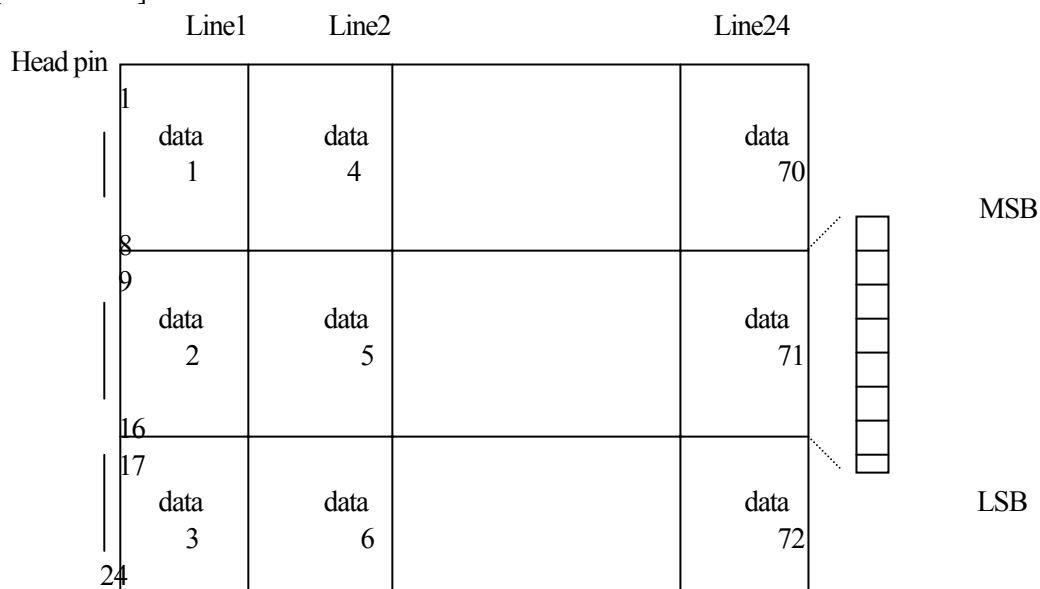 Line1 Line2 Line24
Head pin
1
data data data
1 4 70
MSB
8
9
data data data
2 5 71
16
17
data data data LSB
3 6 72
24